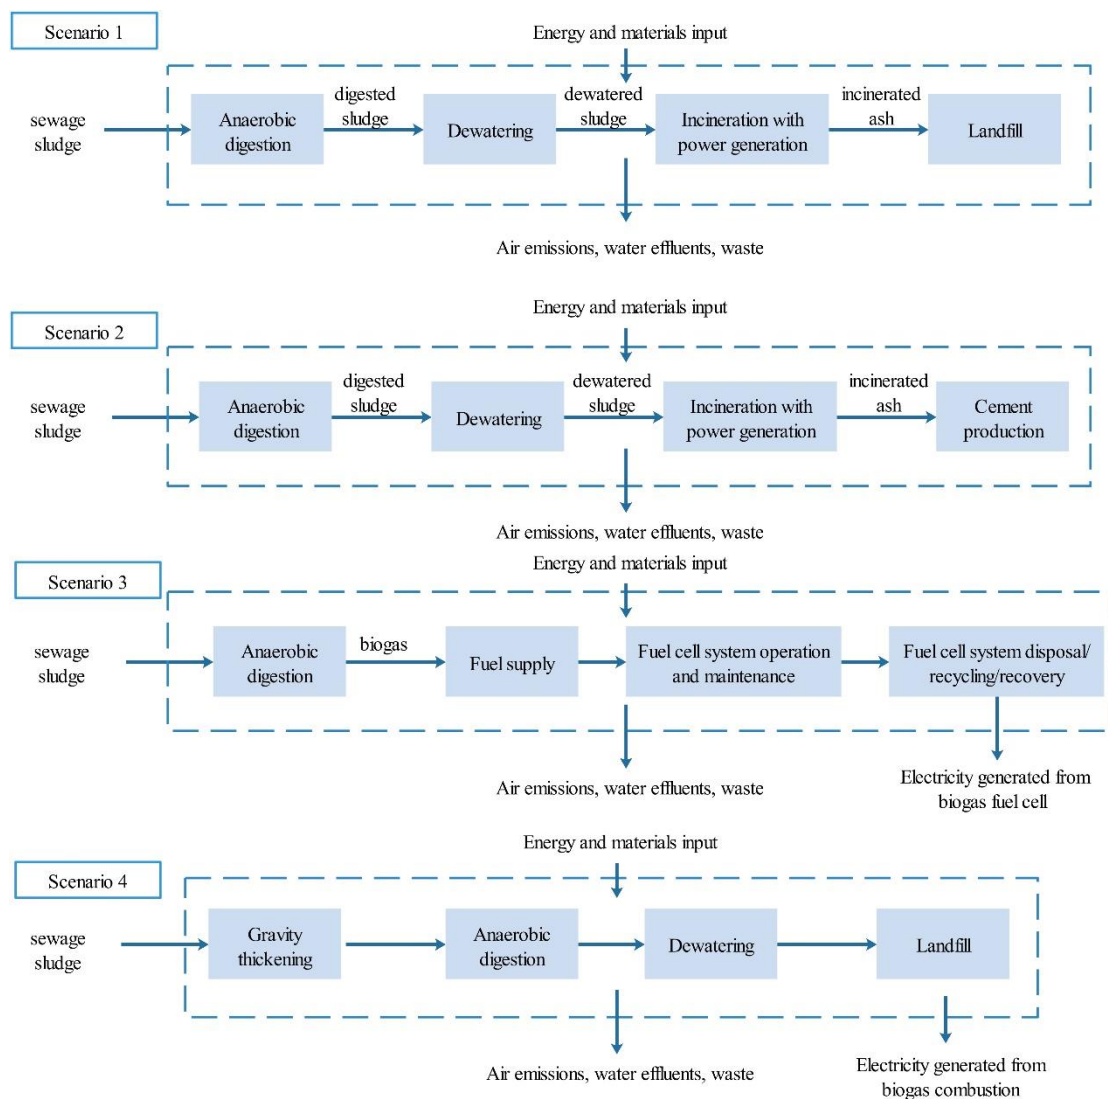 Scenario 1
Energy and materials input
sewage
sludge
Anaerobic
digestion
digested
sludge
Dewatering
dewatered
sludge
Incineration with
power generation
incinerated
ash
Landfill
Air emissions, water effluents, waste
Scenario 2
Energy and materials input
sewage
sludge
Anaerobic
digestion
digested
sludge
Dewatering
dewatered
sludge
Incineration with
power generation
incinerated
ash
Cement
production
Air emissions, water effluents, waste
Scenario 3
Energy and materials input
sewage
sludge
Anaerobic
digestion
biogas
Fuel supply
Fuel cell system operation
and maintenance
Fuel cell system disposal/
recycling/recovery
Air emissions, water effluents, waste
Electricity generated from
biogas fuel cell
Scenario 4
Energy and materials input
sewage
sludge
Gravity
thickening
Anaerobic
digestion
Dewatering
Landfill
Air emissions, water effluents, waste
Electricity generated from
biogas combustion